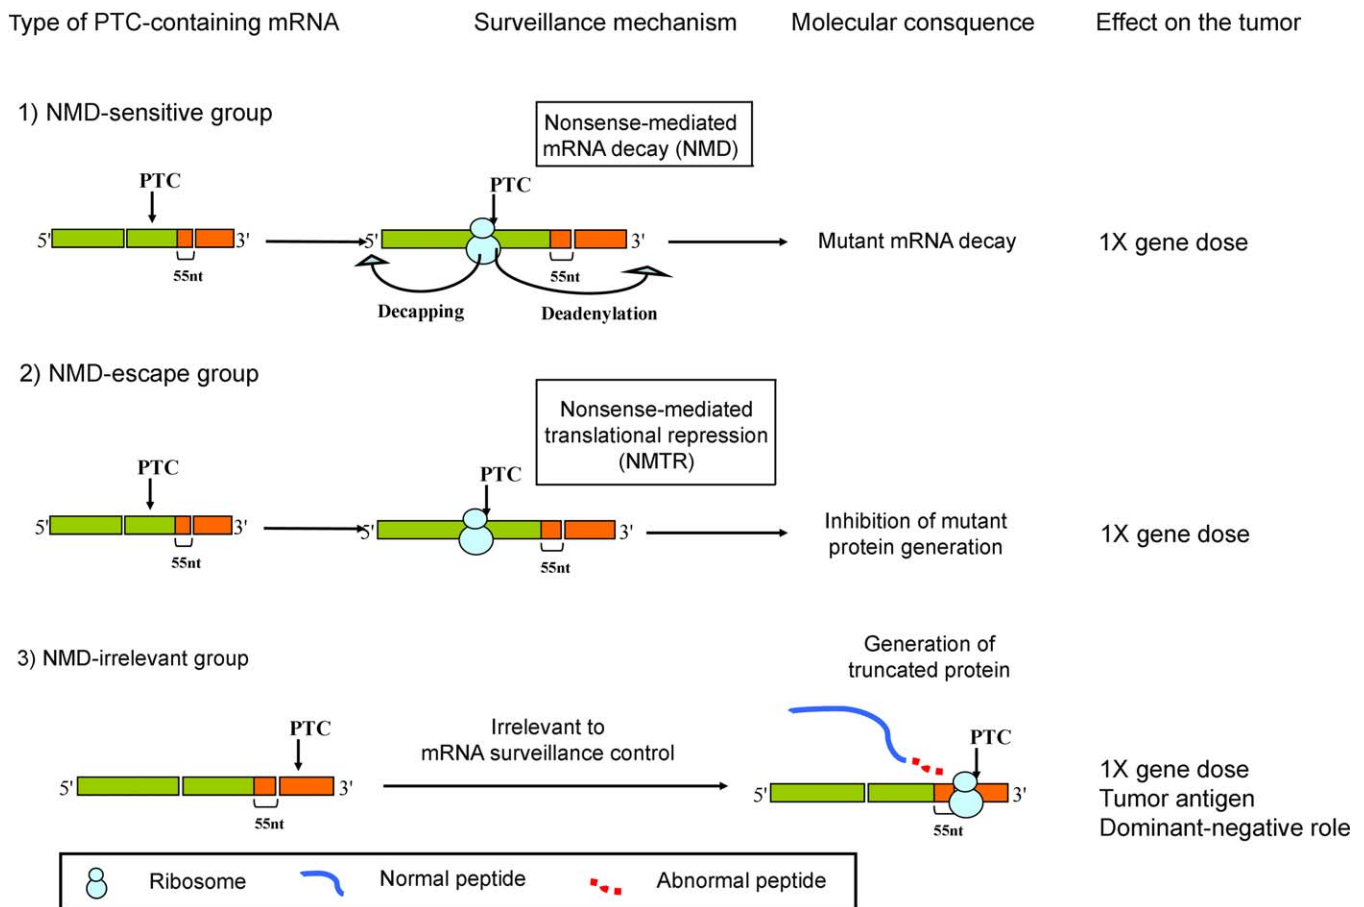 Type of PTC-containing mRNA
Surveillance mechanism
Molecular consquence
Effect on the tumor
1) NMD-sensitive group
Nonsense-mediated
mRNA decay (NMD)
PTC
5'
3'
55nt
PTC
5'
3'
55nt
Decapping
Deadenylation
Mutant mRNA decay
1X gene dose
2) NMD-escape group
Nonsense-mediated
translational repression
(NMTR)
PTC
5'
3'
55nt
PTC
5'
3'
55nt
Inhibition of mutant
protein generation
1X gene dose
3) NMD-irrelevant group
PTC
5'
3'
55nt
Irrelevant to
mRNA surveillance control
Generation of
truncated protein
PTC
5'
3'
55nt
1X gene dose
Tumor antigen
Dominant-negative role
Ribosome
Normal peptide
Abnormal peptide